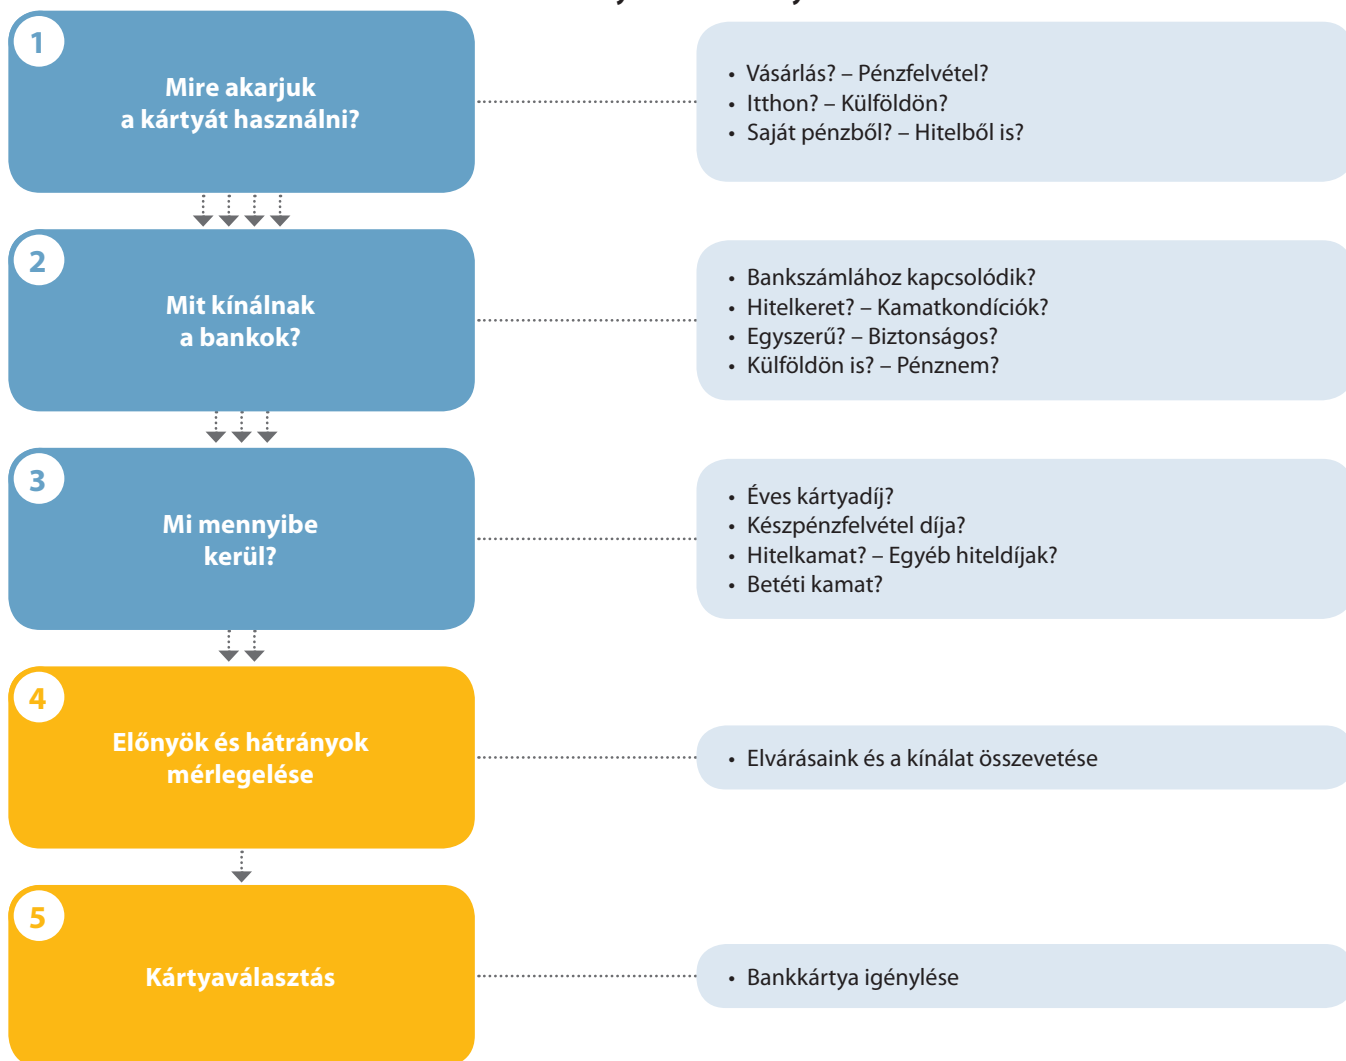 1
Mire akarjuk
a kártyát használni?
• Vásárlás? – Pénzfelvétel?
• Itthon? – Külföldön?
• Saját pénzből? – Hitelből is?
2
Mit kínálnak
a bankok?
• Bankszámlához kapcsolódik?
• Hitelkeret? – Kamatkondíciók?
• Egyszerű? – Biztonságos?
• Külföldön is? – Pénznem?
3
Mi mennyibe
kerül?
• Éves kártyadíj?
• Készpénzfelvétel díja?
• Hitelkamat? – Egyéb hiteldíjak?
• Betéti kamat?
4
Előnyök és hátrányok
mérlegelése
• Elvárásaink és a kínálat összevetése
5
Kártyaválasztás
• Bankkártya igénylése